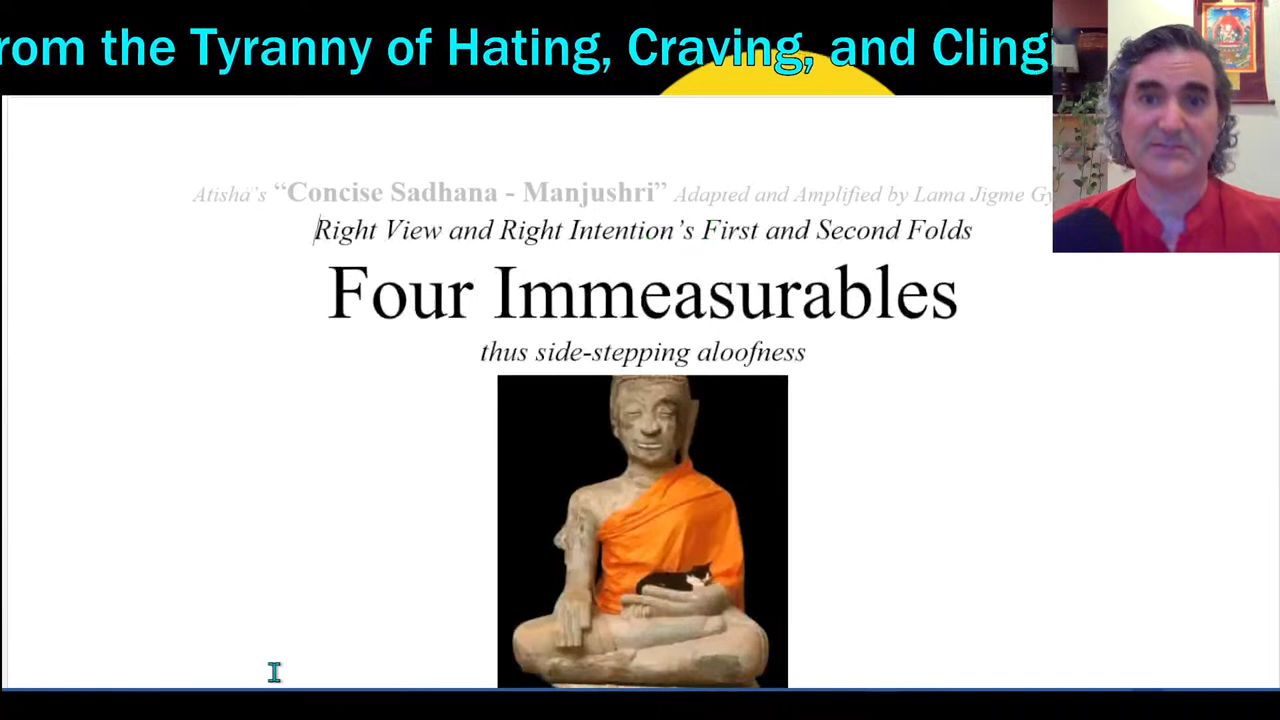 rom the Tyranny of Hating, Craving, and Cling
Atisha's “Concise Sadhana - Manjushri” Adapted and Amplified by Lama Jigme Gy
Right View and Right Intention’s First and Second Folds
Four Immeasurables
thus side-stepping aloofness